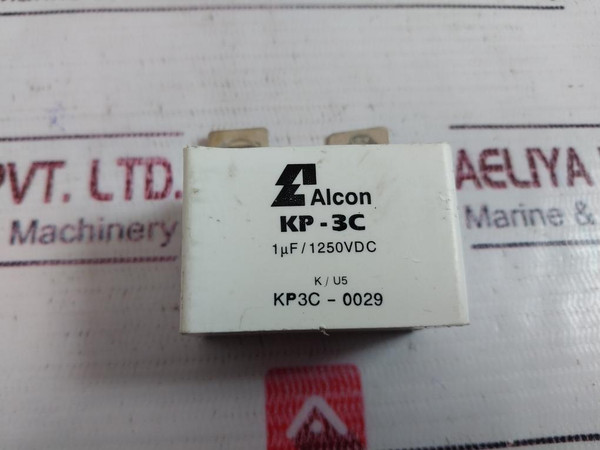 PVT. LTD.
Machinery
AELIYA
Marine &
Alcon
KP-3C
1µF/1250VDC
K/U5
KP3C-0029